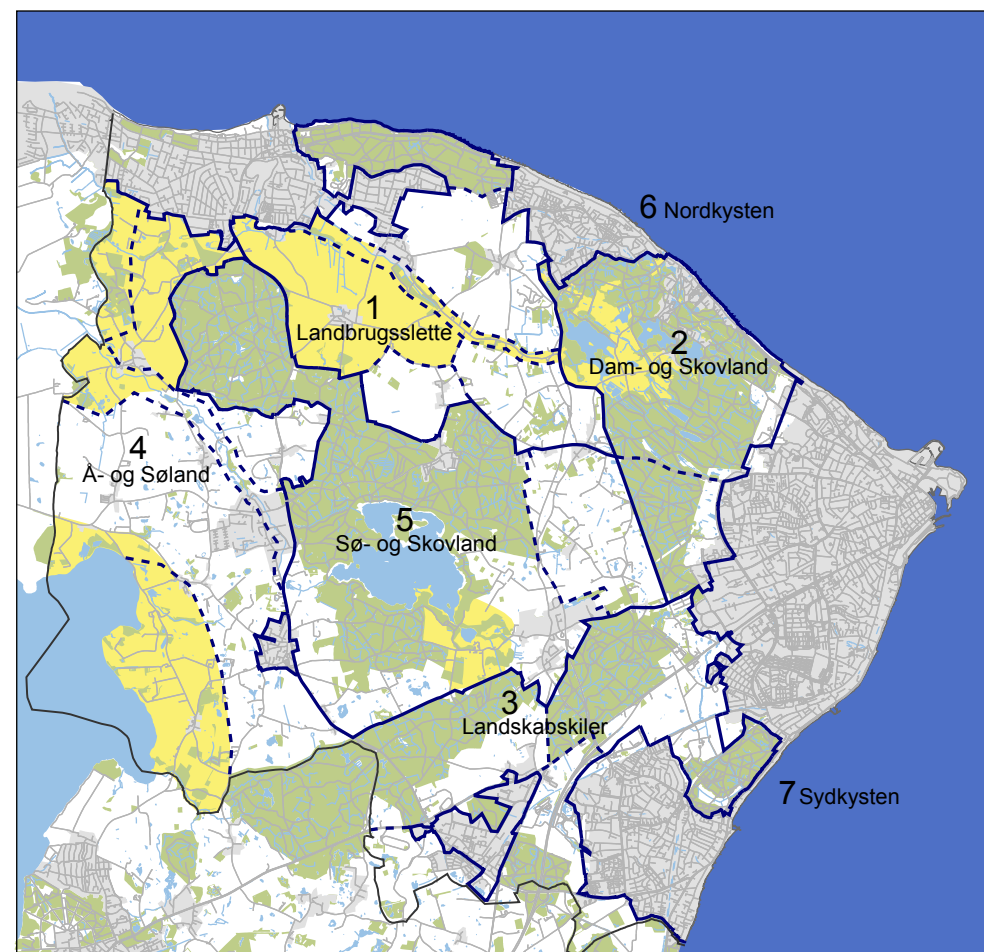 6 Nordkysten
1
Landbrugsslette
2
Dam- og Skovland
4
Å- og Søland
5
Sø- og Skovland
3
Landskabskiler
7 Sydkysten